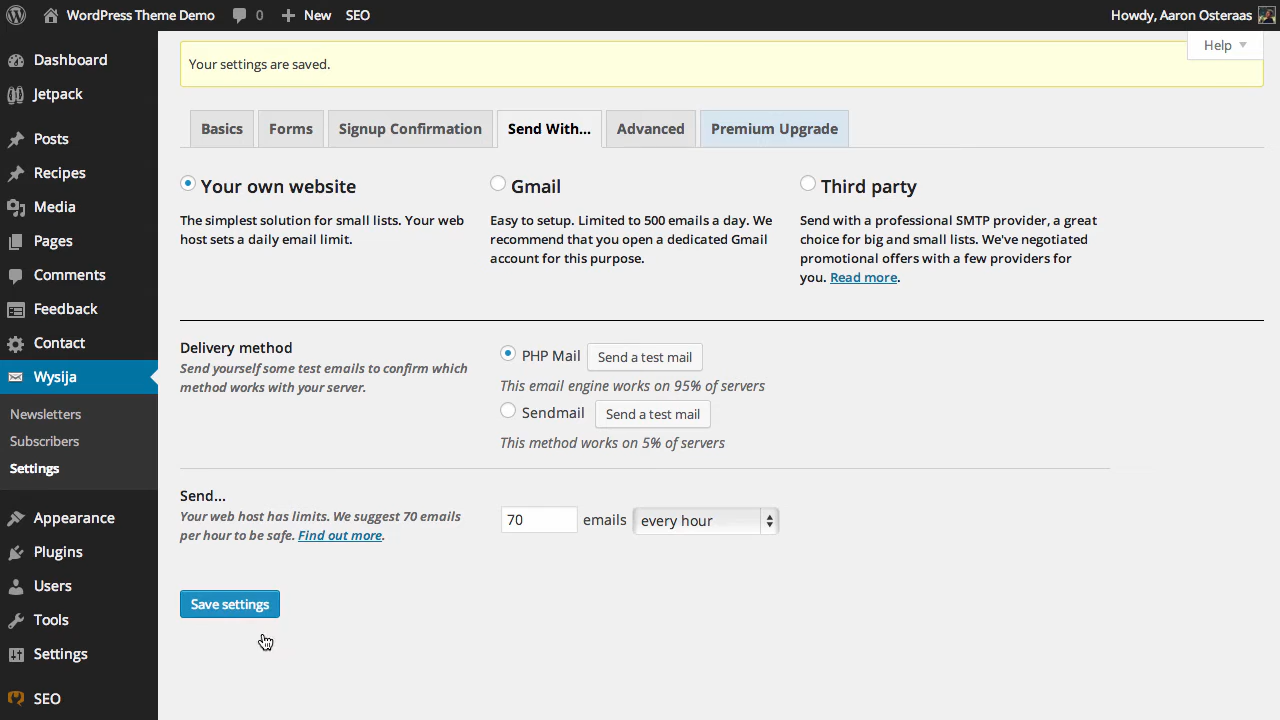 WordPress Theme Demo 0 New SEO Howdy, Aaron Osteraas
Help
Dashboard
Jetpack
Posts
Recipes
Media
Pages
Comments
Feedback
Contact
Wysija
Newsletters
Subscribers
Settings
Appearance
Plugins
Users
Tools
Settings
SEO
Your settings are saved.
Basics Forms Signup Confirmation Send With... Advanced Premium Upgrade
Your own website
The simplest solution for small lists. Your web
host sets a daily email limit.
Gmail
Easy to setup. Limited to 500 emails a day. We
recommend that you open a dedicated Gmail
account for this purpose.
Third party
Send with a professional SMTP provider, a great
choice for big and small lists. We've negotiated
promotional offers with a few providers for
you. Read more.
Delivery method
Send yourself some test emails to confirm which
method works with your server.
PHP Mail Send a test mail
This email engine works on 95% of servers
Sendmail Send a test mail
This method works on 5% of servers
Send...
Your web host has limits. We suggest 70 emails
per hour to be safe. Find out more.
70 emails every hour
Save settings